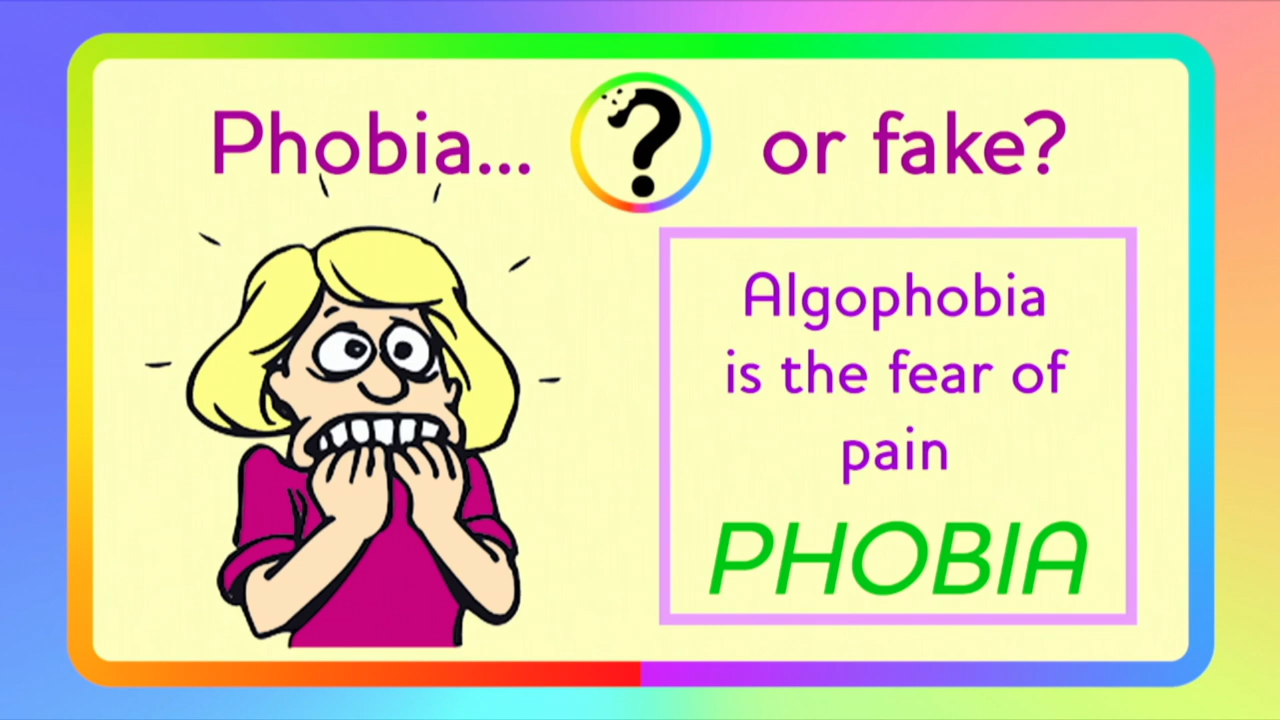 Phobia... ? or fake?
Algophobia
is the fear of
pain
PHOBIA